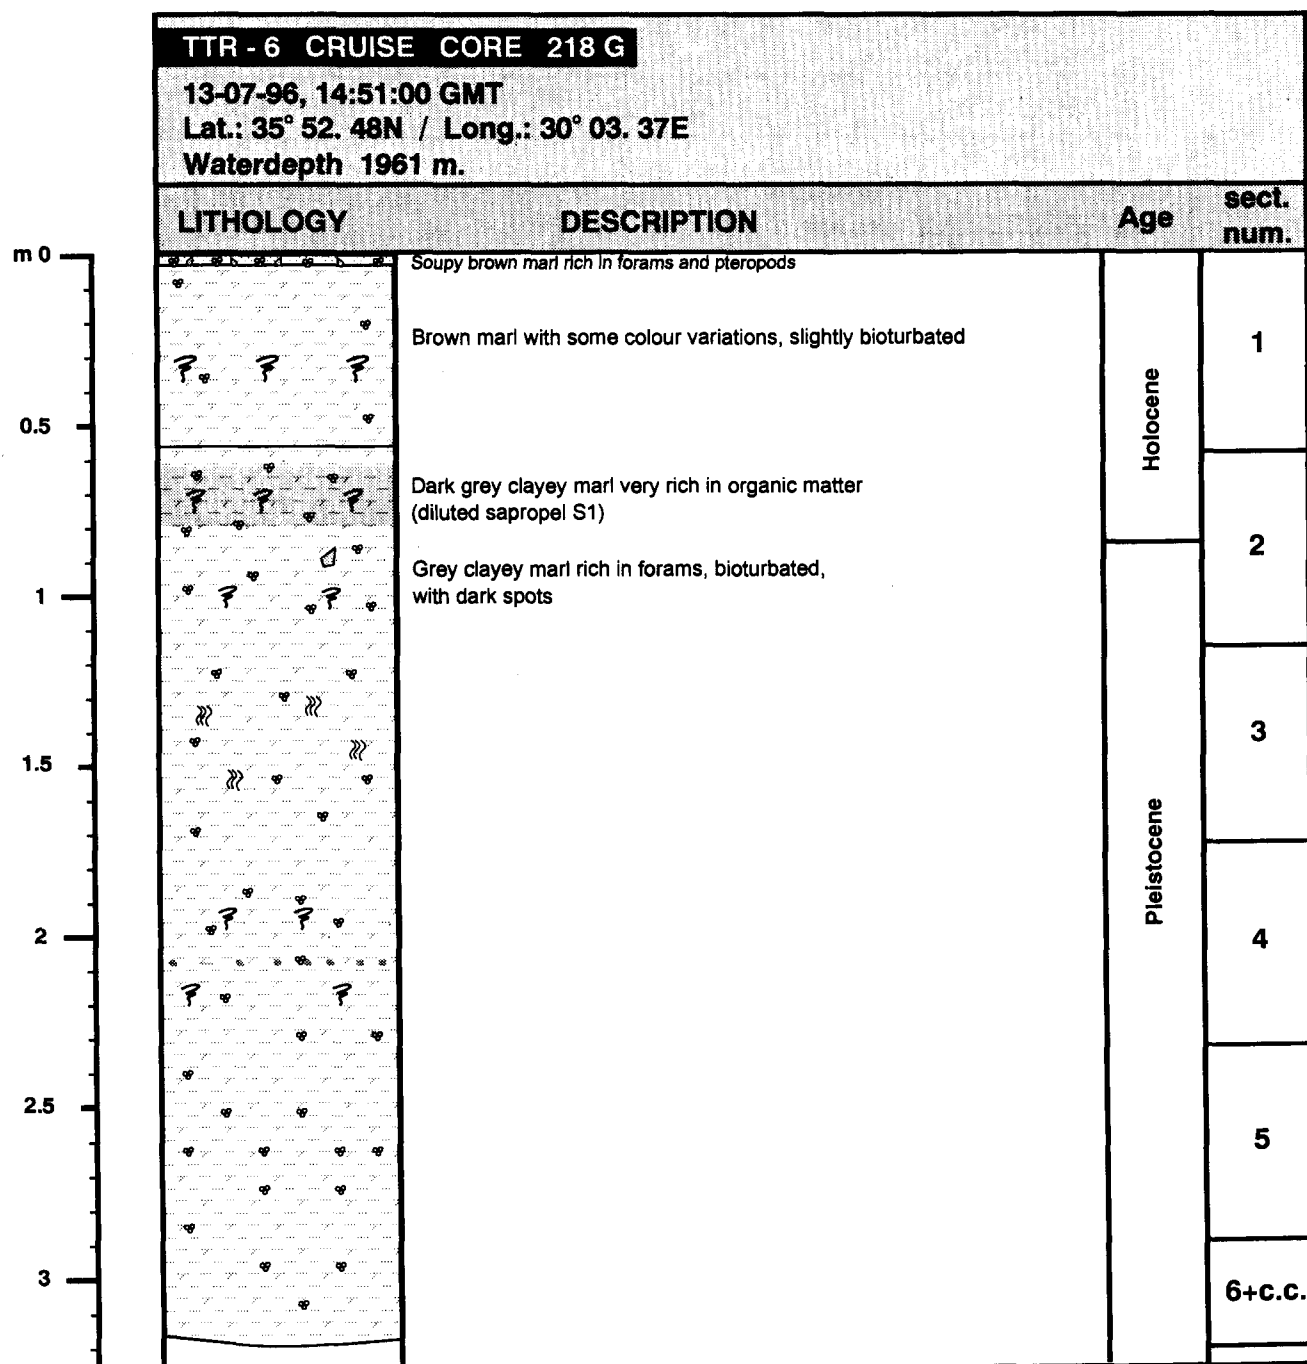 TTR - 6 CRUISE CORE 218 G
13-07-96, 14:51:00 GMT
Lat.: 35° 52. 48N / Long.: 30° 03. 37E
Waterdepth 1961 m.
LITHOLOGY DESCRIPTION Age sect. num.
m 0
Soupy brown marl rich in forams and pteropods
Brown marl with some colour variations, slightly bioturbated
1
Holocene
0.5
Dark grey clayey marl very rich in organic matter
(diluted sapropel S1)
2
Grey clayey marl rich in forams, bioturbated,
with dark spots
1
3
1.5
Pleistocene
2
4
2.5
5
3
6+c.c.